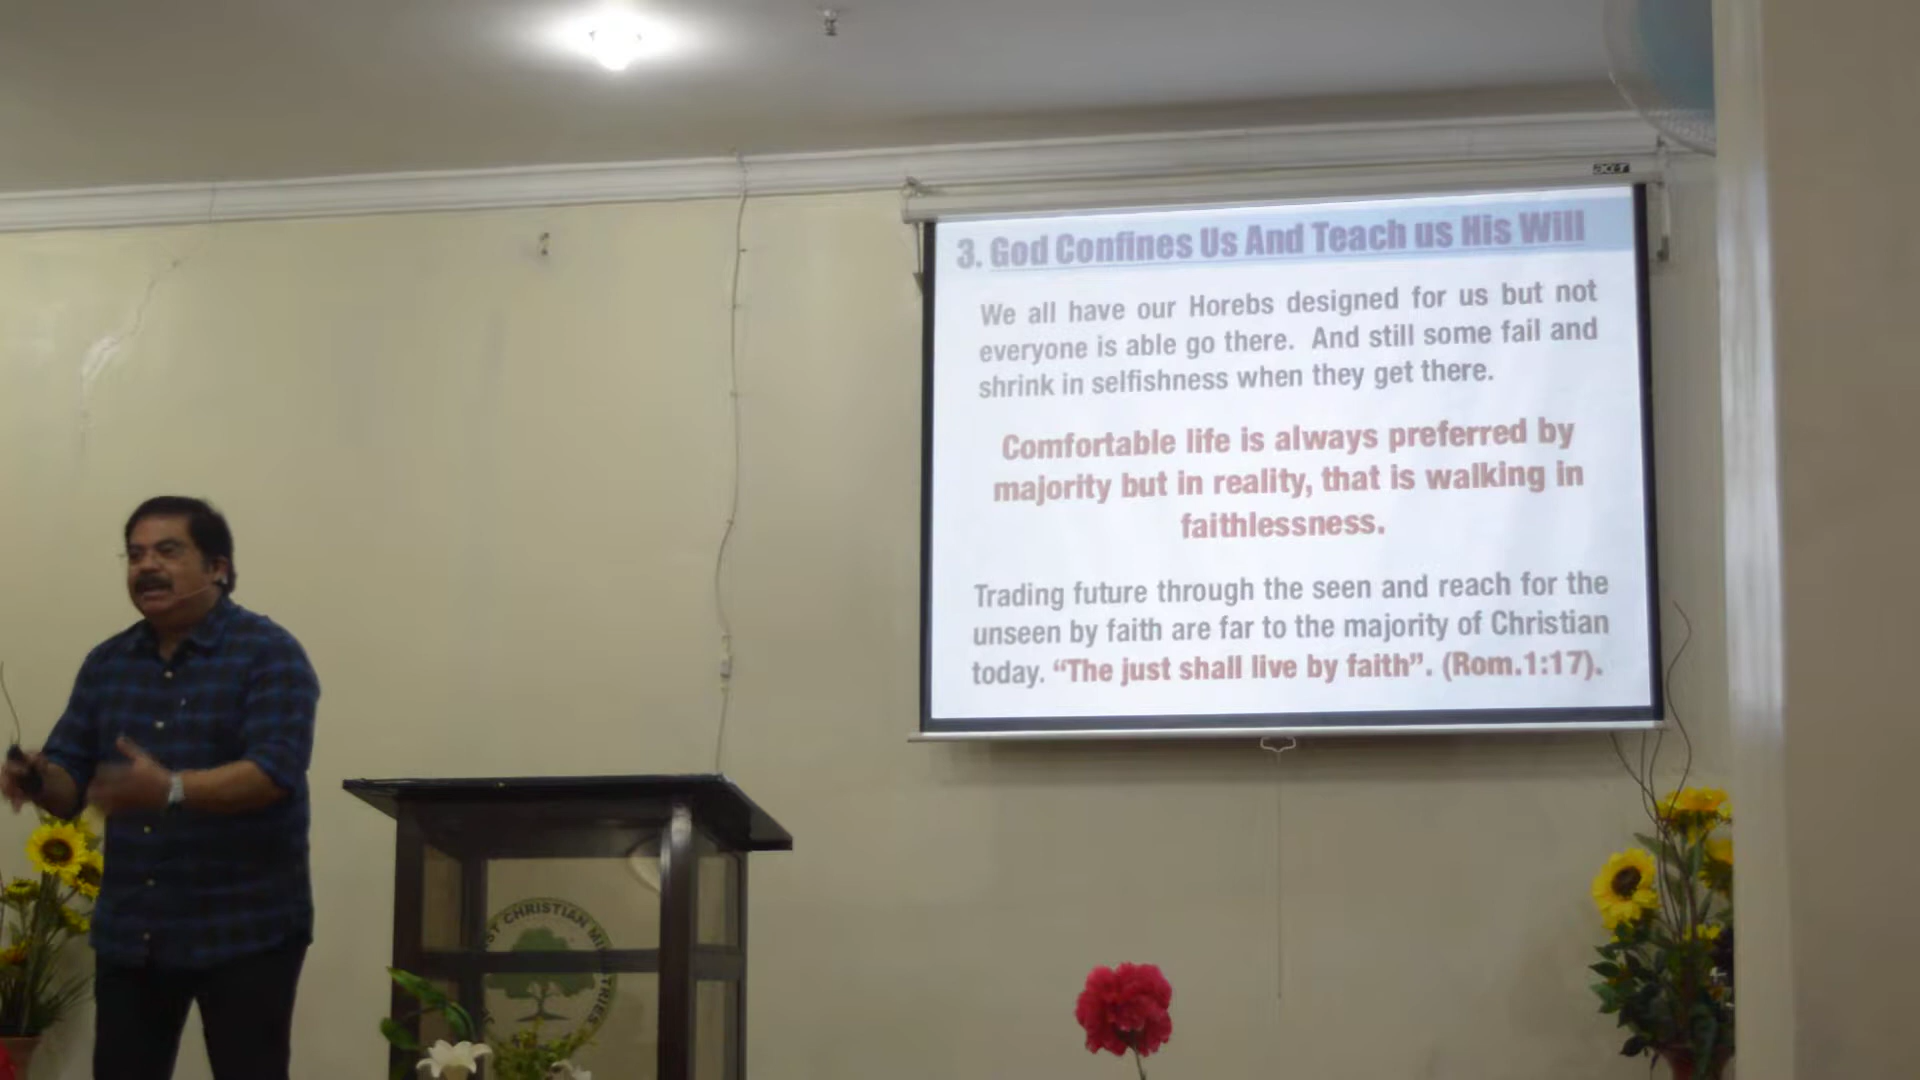 acer
3. God Confines Us And Teach us His Will
We all have our Horebs designed for us but not
everyone is able go there. And still some fail and
shrink in selfishness when they get there.
Comfortable life is always preferred by
majority but in reality, that is walking in
faithlessness.
Trading future through the seen and reach for the
unseen by faith are far to the majority of Christian
today. “The just shall live by faith”. (Rom.1:17).
CHRISTIAN